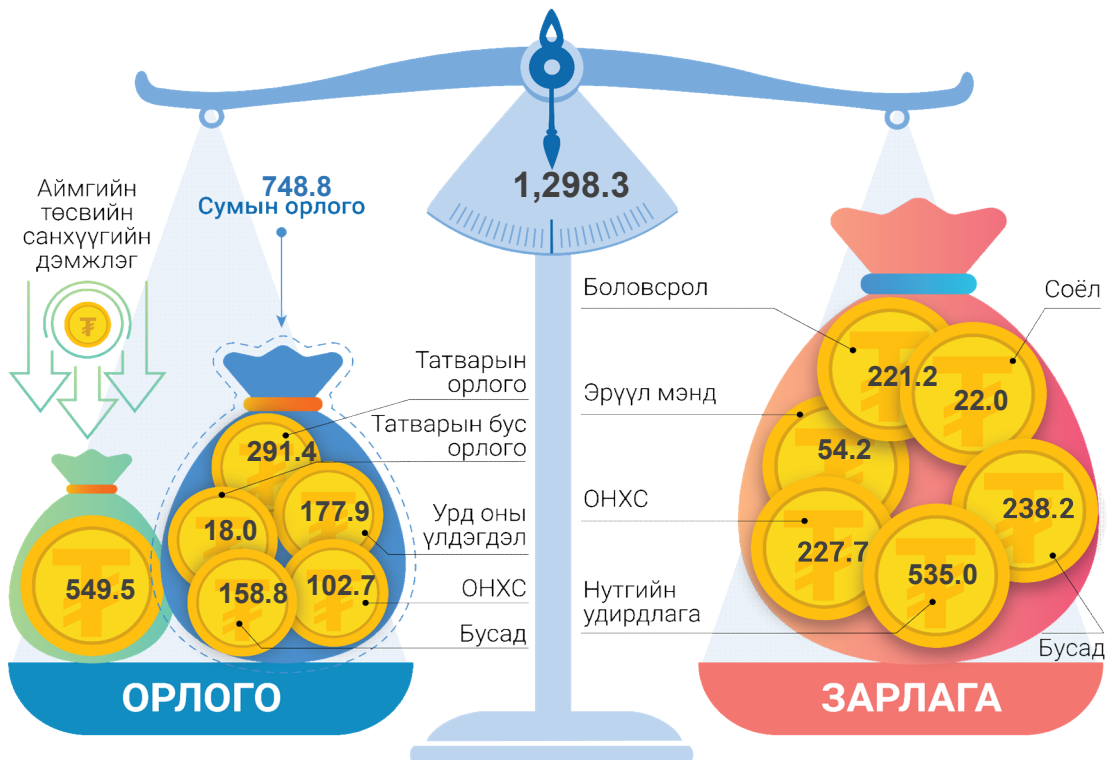 1,298.3
748.8
Сумын орлого
Аймгийн
төсвийн
санхүүгийн
дэмжлэг
549.5
Татварын
орлого
291.4
Татварын бус
орлого
18.0
Урд оны
үлдэгдэл
177.9
ОНХС
102.7
Бусад
158.8
ОРЛОГО
Боловсрол
221.2
Соёл
22.0
Эрүүл мэнд
54.2
ОНХС
227.7
Нутгийн
удирдлага
535.0
Бусад
238.2
ЗАРЛАГА